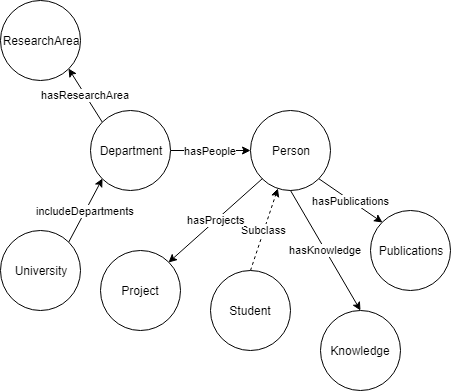 ResearchArea
hasResearchArea
Department
hasPeople
Person
includeDepartments
hasProjects
hasPublications
Subclass
hasKnowledge
University
Publications
Project
Student
Knowledge